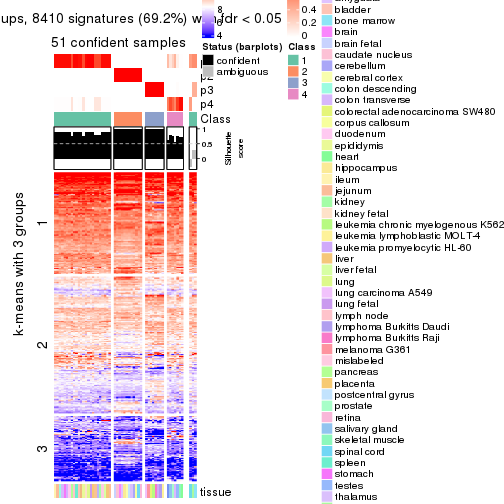 ups, 8410 signatures (69.2%) with fdr < 0.05
51 confident samples
p3
p4
Class
1
0.5
0
Silhouette
score
k-means with 3 groups
1
2
3
tissue
8
6
4
0.4
0.2
0
Status (barplots)
confident
ambiguous
Class
1
2
3
4
bladder
bone marrow
brain
brain fetal
caudate nucleus
cerebellum
cerebral cortex
colon descending
colon transverse
colorectal adenocarcinoma SW480
corpus callosum
duodenum
epididymis
heart
hippocampus
ileum
jejunum
kidney
kidney fetal
leukemia chronic myelogenous K562
leukemia lymphoblastic MOLT-4
leukemia promyelocytic HL-60
liver
liver fetal
lung
lung carcinoma A549
lung fetal
lymph node
lymphoma Burkitts Daudi
lymphoma Burkitts Raji
melanoma G361
mislabeled
pancreas
placenta
postcentral gyrus
prostate
retina
salivary gland
skeletal muscle
spinal cord
spleen
stomach
testes
thalamus